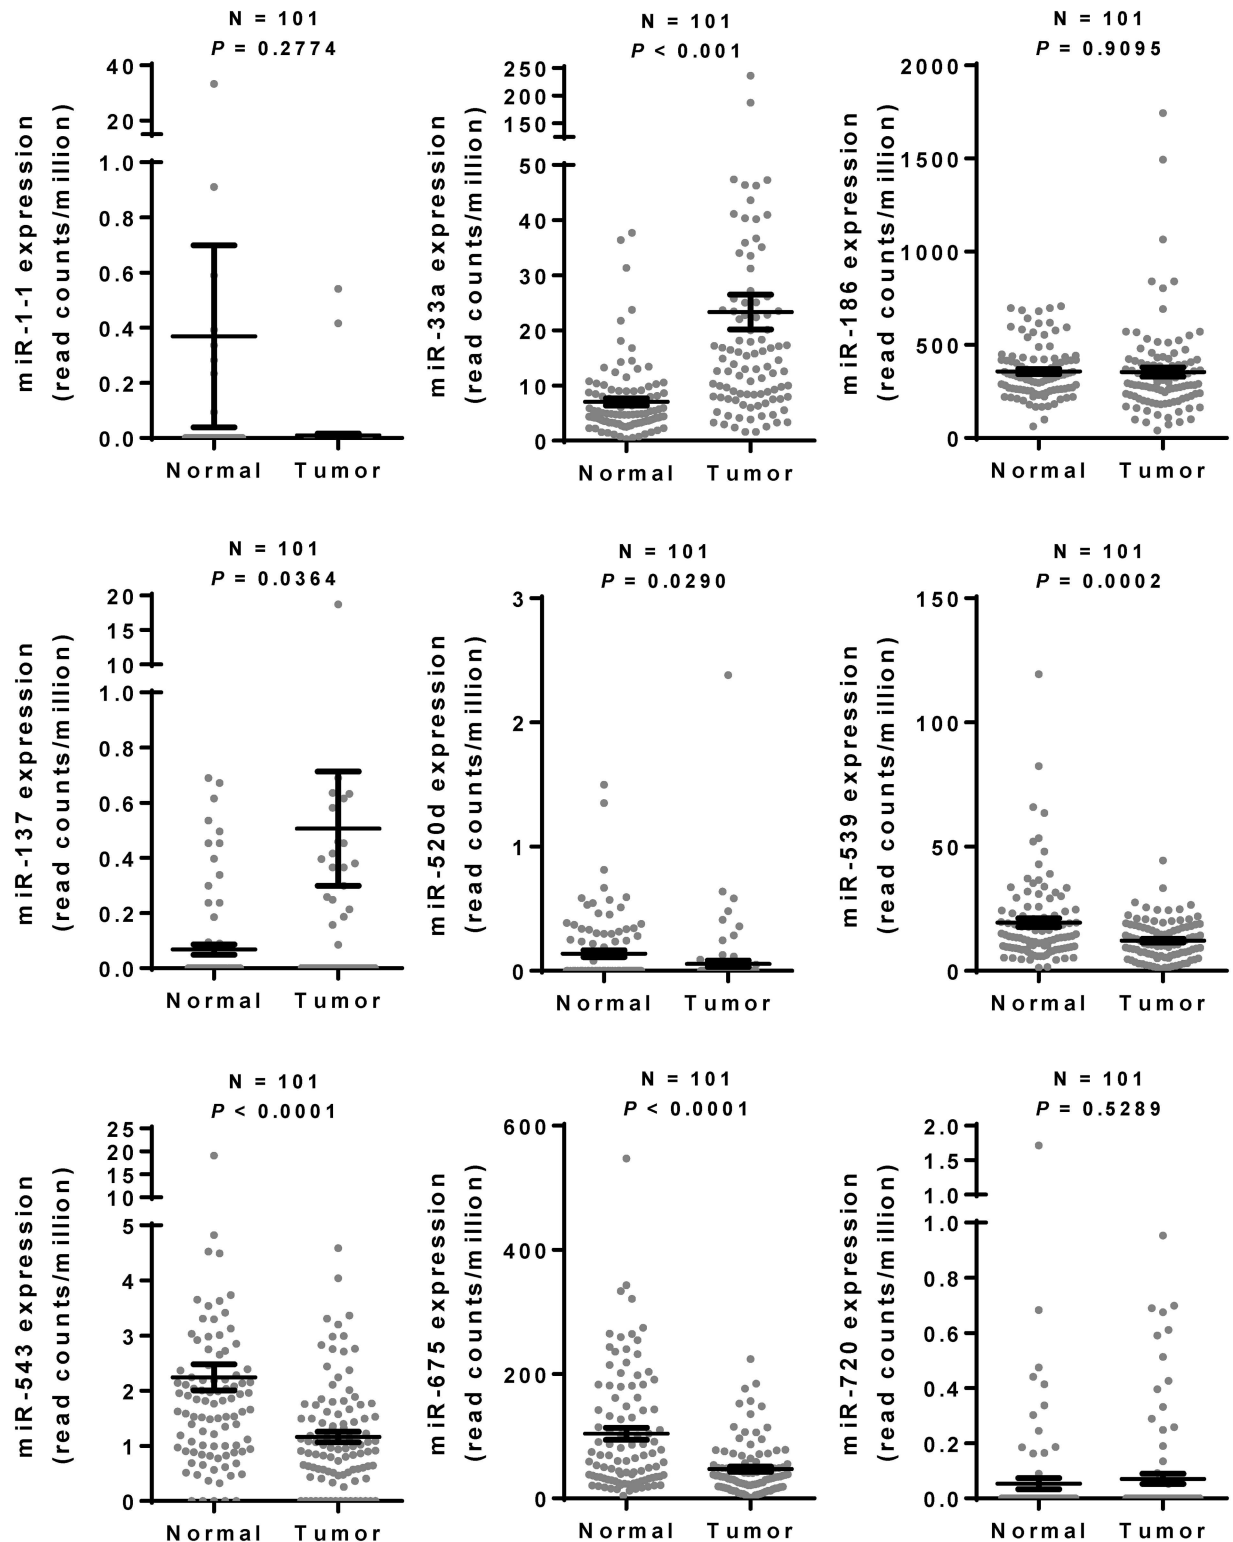 N = 101
P = 0.2774
miR-1-1 expression
(read counts/million)
40
20
1.0
0.8
0.6
0.4
0.2
0.0
Normal Tumor
N = 101
P < 0.001
miR-33a expression
(read counts/million)
250
200
150
50
40
30
20
10
0
Normal Tumor
N = 101
P = 0.9095
miR-186 expression
(read counts/million)
2000
1500
1000
500
0
Normal Tumor
N = 101
P = 0.0364
miR-137 expression
(read counts/million)
20
15
10
1.0
0.8
0.6
0.4
0.2
0.0
Normal Tumor
N = 101
P = 0.0290
miR-520d expression
(read counts/million)
3
2
1
0
Normal Tumor
N = 101
P = 0.0002
miR-539 expression
(read counts/million)
150
100
50
0
Normal Tumor
N = 101
P < 0.0001
miR-543 expression
(read counts/million)
25
20
15
10
5
4
3
2
1
0
Normal Tumor
N = 101
P < 0.0001
miR-675 expression
(read counts/million)
600
400
200
0
Normal Tumor
N = 101
P = 0.5289
miR-720 expression
(read counts/million)
2.0
1.5
1.0
1.0
0.8
0.6
0.4
0.2
0.0
Normal Tumor